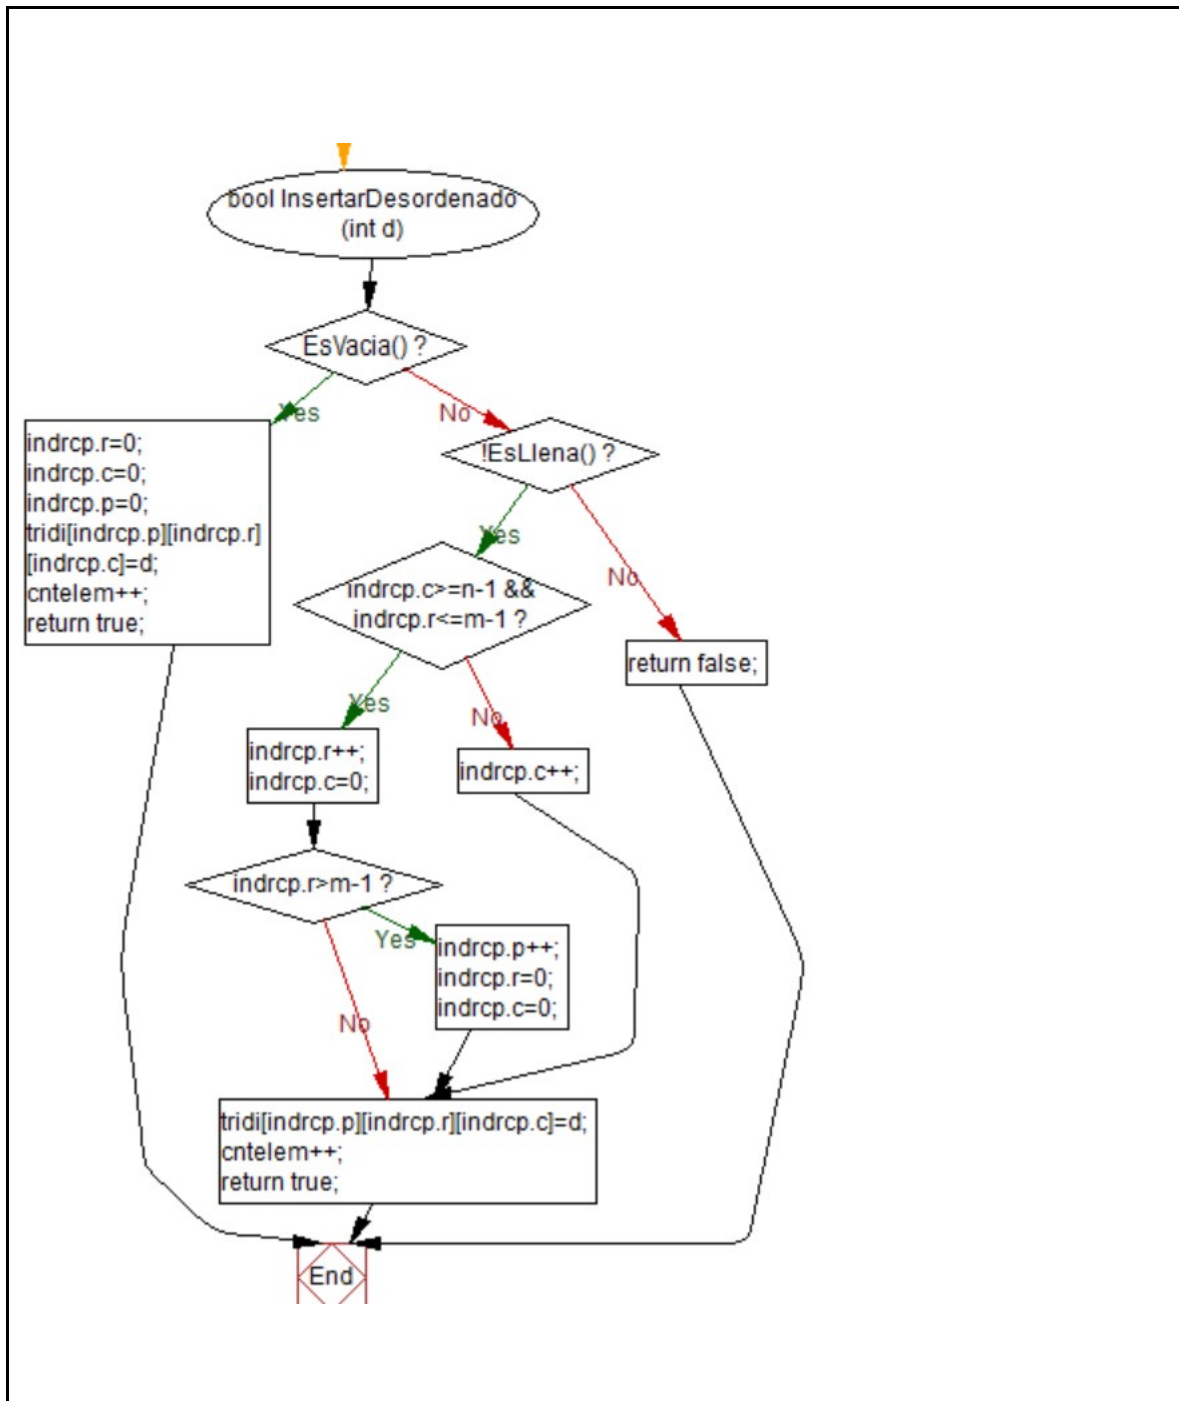 bool InsertarDesordenado
(int d)
EsVacia() ?
Yes
No
indrcp.r=0;
indrcp.c=0;
indrcp.p=0;
tridi[indrcp.p][indrcp.r]
[indrcp.c]=d;
cntelem++;
return true;
!EsLlena() ?
Yes
No
indrcp.c>=n-1 &&
indrcp.r<=m-1 ?
return false;
Yes
No
indrcp.r++;
indrcp.c=0;
indrcp.c++;
indrcp.r>m-1 ?
Yes
indrcp.p++;
indrcp.r=0;
indrcp.c=0;
No
tridi[indrcp.p][indrcp.r][indrcp.c]=d;
cntelem++;
return true;
End